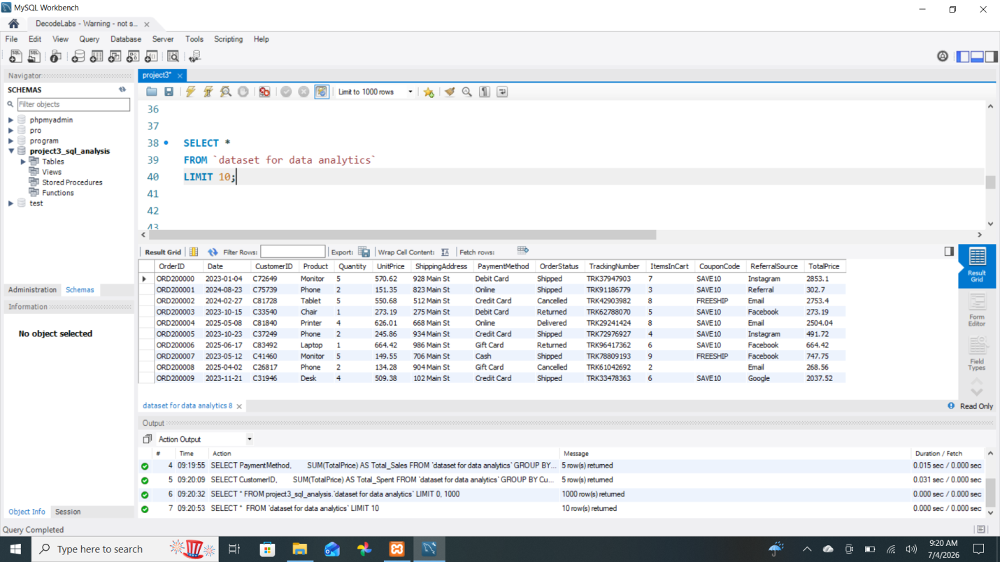 MySQL Workbench
DecodeLabs - Warning - not s... ×
File Edit View Query Database Server Tools Scripting Help
Navigator
project3* ×
SCHEMAS
Filter objects
phpmyadmin
pro
program
project3_sql_analysis
Tables
Views
Stored Procedures
Functions
test
Administration Schemas
Information
No object selected
Object Info Session
Limit to 1000 rows
36
37
38 SELECT *
39 FROM `dataset for data analytics`
40 LIMIT 10;
41
42
43
Result Grid Filter Rows: Export: Wrap Cell Content: Fetch rows:
OrderID Date CustomerID Product Quantity UnitPrice ShippingAddress PaymentMethod OrderStatus TrackingNumber ItemsInCart CouponCode ReferralSource TotalPrice
ORD200000 2023-01-04 C72649 Monitor 5 570.62 928 Main St Debit Card Shipped TRK37947903 7 SAVE10 Instagram 2853.1
ORD200001 2024-08-23 C75739 Phone 2 151.35 823 Main St Online Shipped TRK91186779 3 SAVE10 Referral 302.7
ORD200002 2024-02-27 C81728 Tablet 5 550.68 512 Main St Credit Card Cancelled TRK42903982 8 FREESHIP Email 2753.4
ORD200003 2023-10-15 C33540 Chair 1 273.19 275 Main St Debit Card Returned TRK62788070 5 SAVE10 Facebook 273.19
ORD200004 2025-05-08 C81840 Printer 4 626.01 668 Main St Online Delivered TRK29241424 8 SAVE10 Email 2504.04
ORD200005 2023-10-23 C37249 Phone 2 245.86 934 Main St Credit Card Shipped TRK72976927 4 SAVE10 Instagram 491.72
ORD200006 2025-06-17 C83492 Laptop 1 664.42 986 Main St Gift Card Returned TRK96417362 6 SAVE10 Facebook 664.42
ORD200007 2023-05-12 C41460 Monitor 5 149.55 706 Main St Cash Shipped TRK78809193 9 FREESHIP Facebook 747.75
ORD200008 2025-04-02 C26817 Phone 2 134.28 904 Main St Gift Card Cancelled TRK61042692 2 Email 268.56
ORD200009 2023-11-21 C31946 Desk 4 509.38 102 Main St Credit Card Shipped TRK33478363 6 SAVE10 Google 2037.52
Result Grid
Form Editor
Field Types
dataset for data analytics 8 ×
Read Only
Output
Action Output
# Time Action Message Duration / Fetch
4 09:19:55 SELECT PaymentMethod, SUM(TotalPrice) AS Total_Sales FROM `dataset for data analytics` GROUP BY... 5 row(s) returned 0.015 sec / 0.000 sec
5 09:20:09 SELECT CustomerID, SUM(TotalPrice) AS Total_Spent FROM `dataset for data analytics` GROUP BY Cu... 5 row(s) returned 0.031 sec / 0.000 sec
6 09:20:32 SELECT * FROM project3_sql_analysis.`dataset for data analytics` LIMIT 0, 1000 1000 row(s) returned 0.000 sec / 0.000 sec
7 09:20:53 SELECT * FROM `dataset for data analytics` LIMIT 10 10 row(s) returned 0.000 sec / 0.000 sec
Query Completed
Type here to search
9:20 AM
7/4/2026